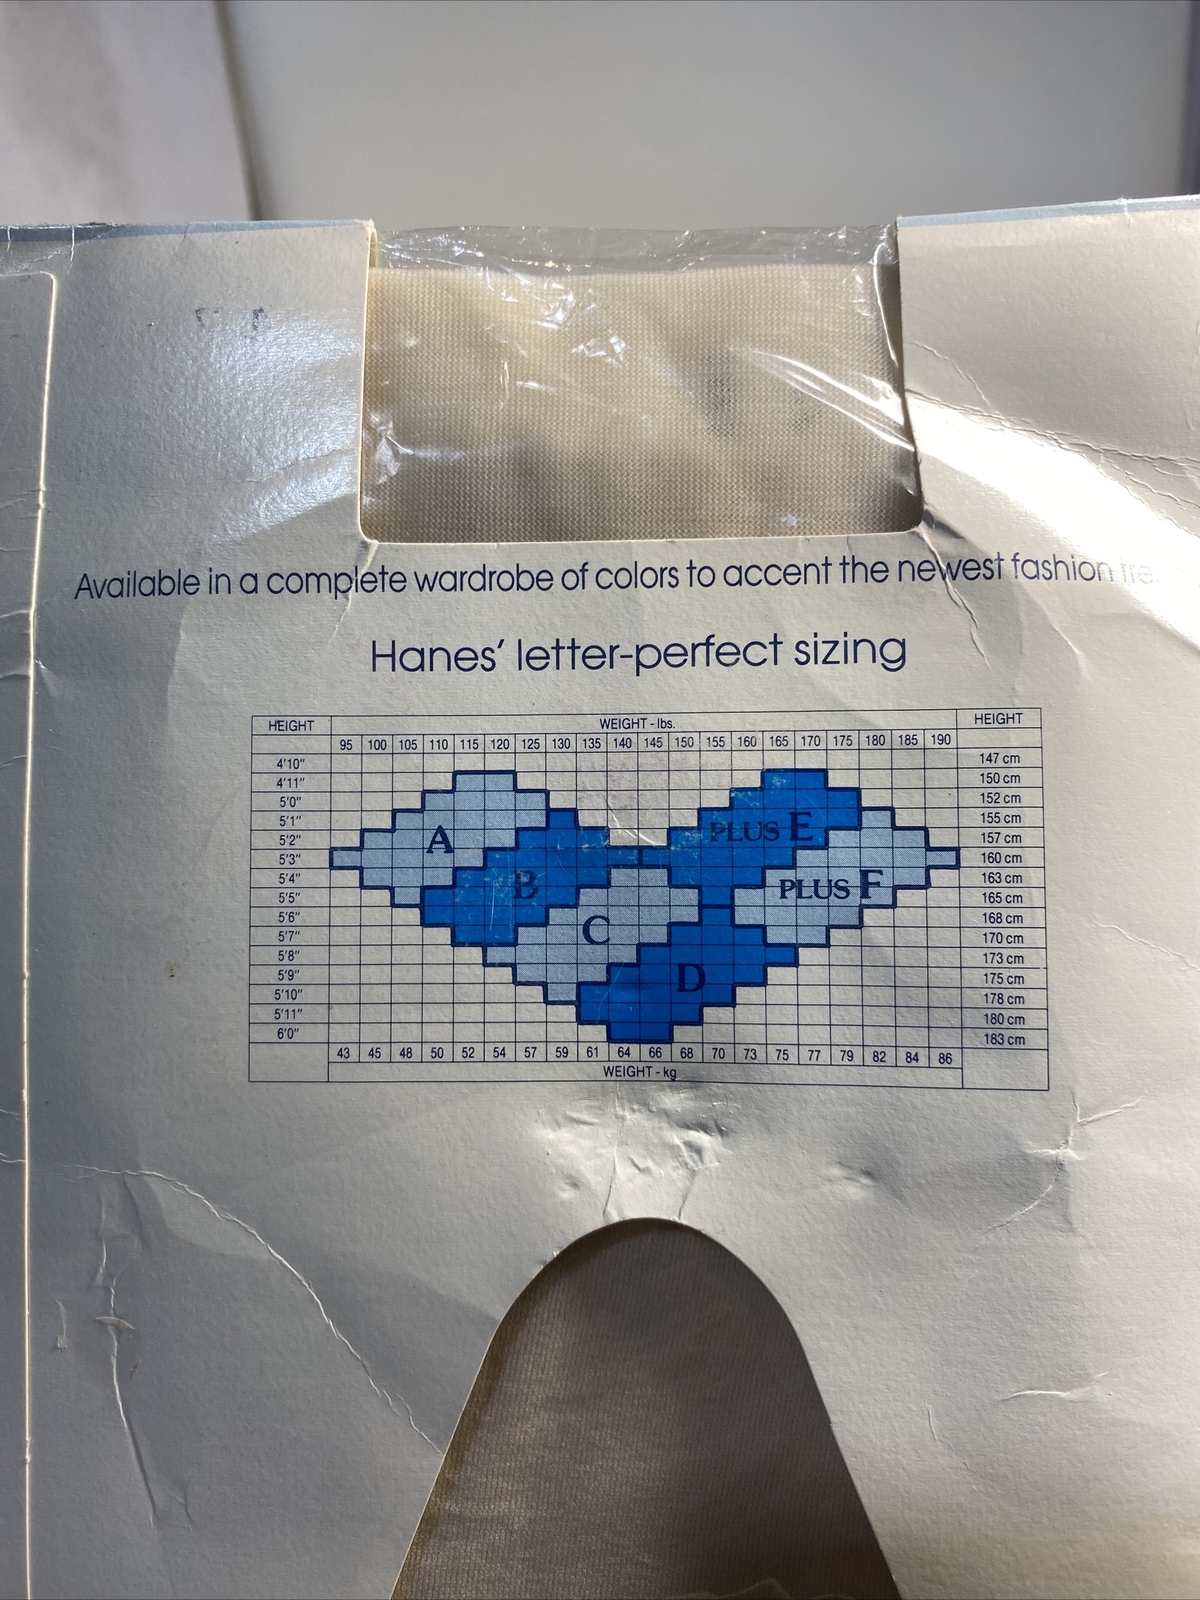 Available in a complete wardrobe of colors to accent the newest fashion
Hanes' letter-perfect sizing
HEIGHT WEIGHT - lbs. HEIGHT
95 100 105 110 115 120 125 130 135 140 145 150 155 160 165 170 175 180 185 190
4'10" 147 cm
4'11" 150 cm
5'0" 152 cm
5'1" 155 cm
5'2" A PLUS E 157 cm
5'3" 160 cm
5'4" B PLUS F 163 cm
5'5" 165 cm
5'6" C 168 cm
5'7" 170 cm
5'8" 173 cm
5'9" D 175 cm
5'10" 178 cm
5'11" 180 cm
6'0" 183 cm
43 45 48 50 52 54 57 59 61 64 66 68 70 73 75 77 79 82 84 86
WEIGHT - kg